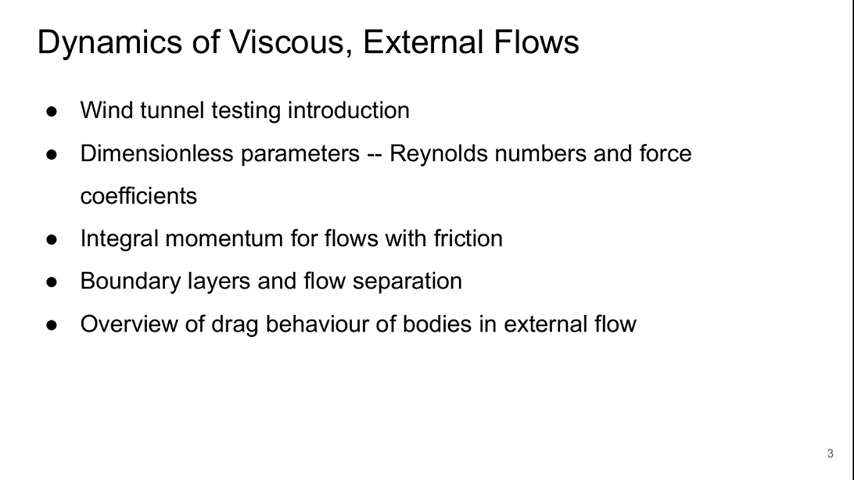 Dynamics of Viscous, External Flows
● Wind tunnel testing introduction
● Dimensionless parameters -- Reynolds numbers and force
coefficients
● Integral momentum for flows with friction
● Boundary layers and flow separation
● Overview of drag behaviour of bodies in external flow
3